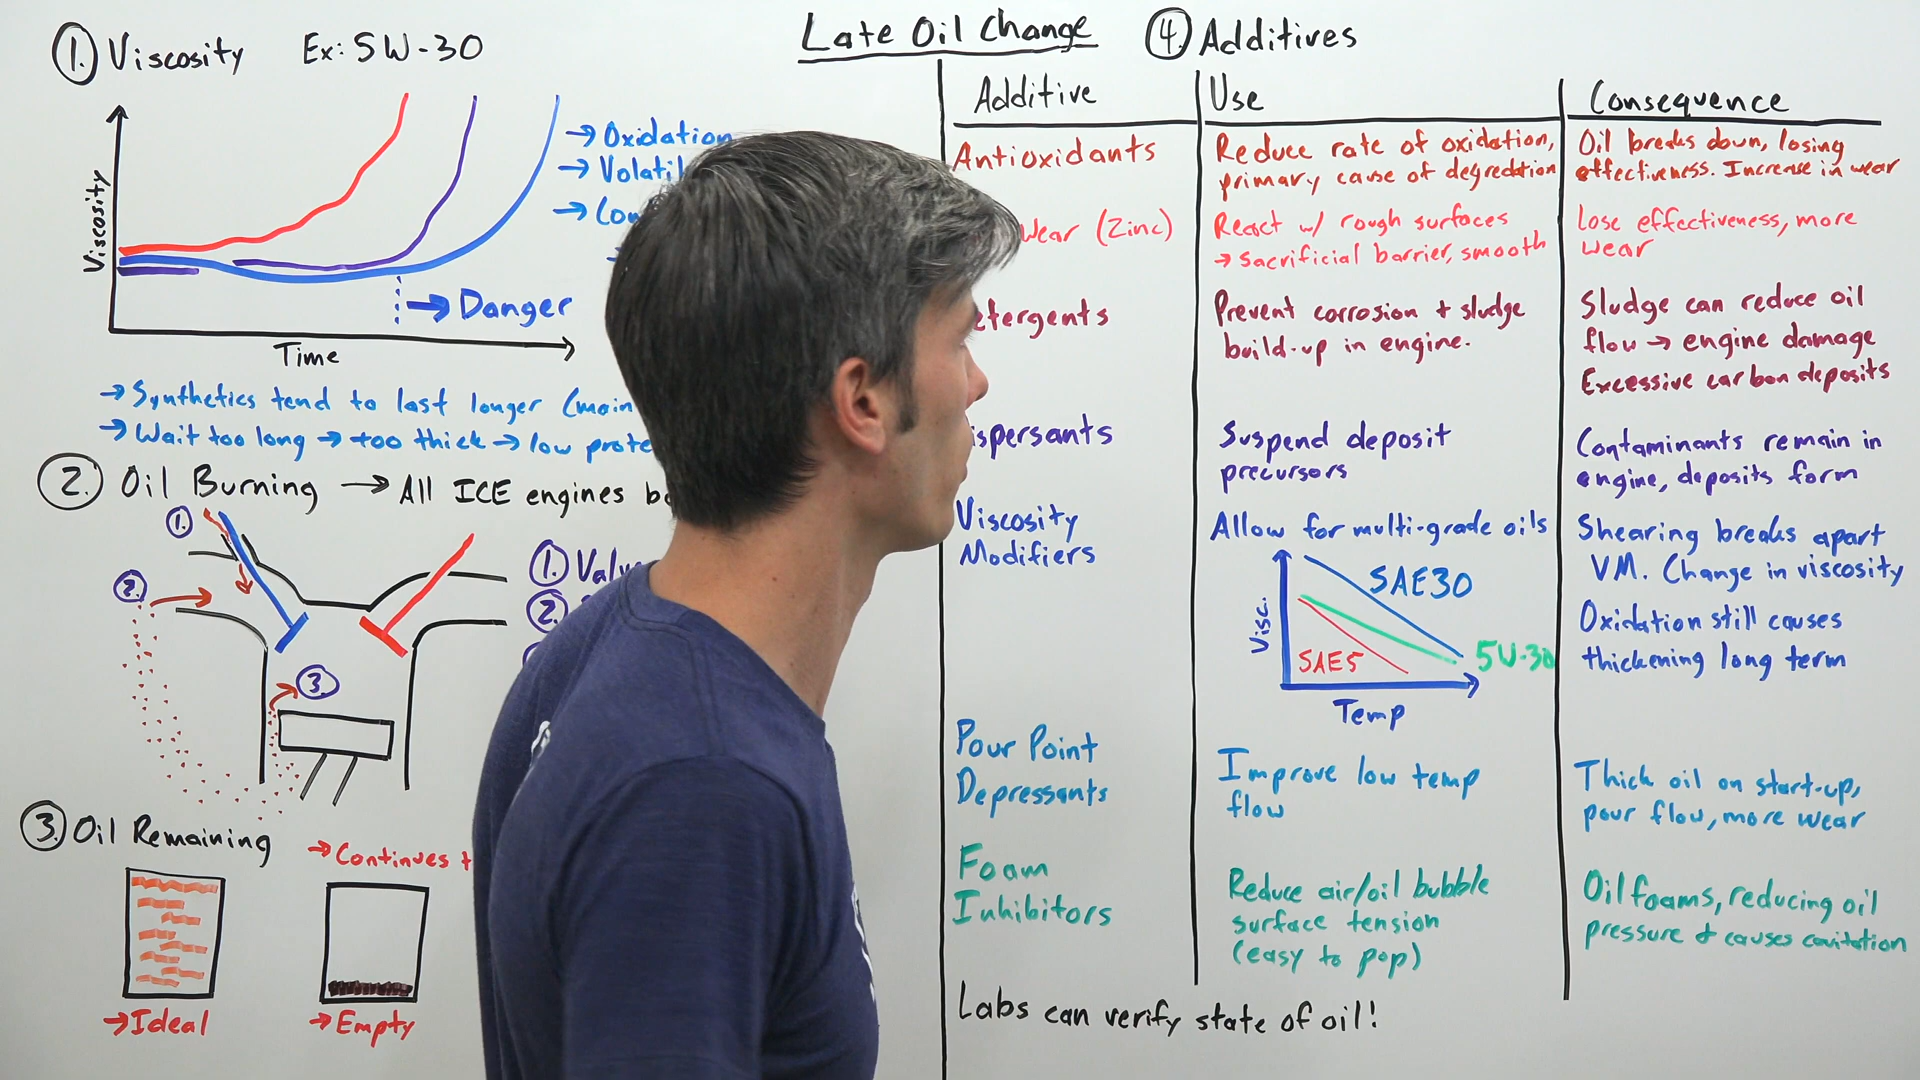 Late Oil Change
1. Viscosity Ex: 5W-30
Viscosity
Time
→ Oxidation
→
→
→ Danger
→ Synthetics tend to last longer
→ Wait too long → too thick → low
2. Oil Burning → All ICE engines
1.
2.
3.
1.
2.
3. Oil Remaining
→ Continues
→ Ideal
→ Empty
4. Additives
Additive Use Consequence
Antioxidants
Reduce rate of oxidation,
primary cause of degredation
Oil breaks down, losing
effectiveness. Increase in wear
wear (Zinc)
React w/ rough surfaces
→ sacrificial barrier, smooth
Lose effectiveness, more
wear
etergents
Prevent corrosion + sludge
build-up in engine.
Sludge can reduce oil
flow → engine damage
Excessive carbon deposits
ispersants
Suspend deposit
precursors
Contaminants remain in
engine, deposits form
Viscosity
Modifiers
Allow for multi-grade oils
Visc.
SAE30
SAE5
5W-30
Temp
Shearing breaks apart
VM. Change in viscosity
Oxidation still causes
thickening long term
Pour Point
Depressants
Improve low temp
flow
Thick oil on start-up,
pour flow, more wear
Foam
Inhibitors
Reduce air/oil bubble
surface tension
(easy to pop)
Oil foams, reducing oil
pressure + causes cavitation
Labs can verify state of oil!